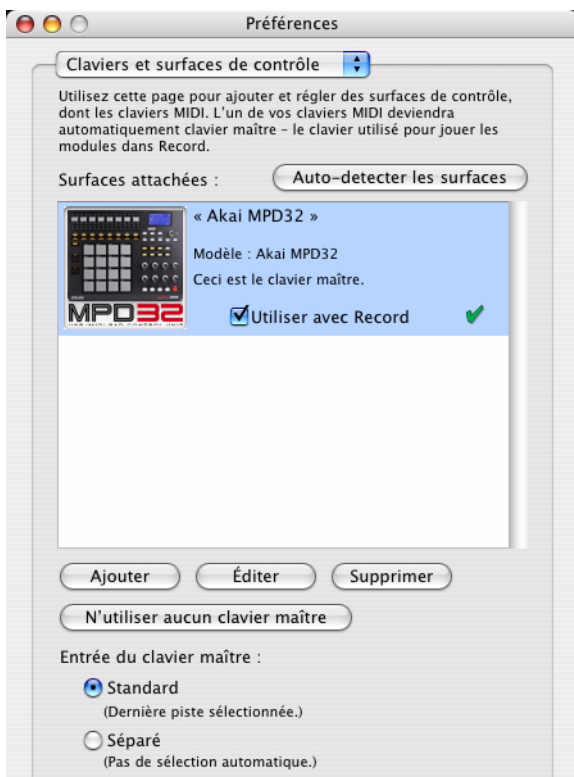 Préférences
Claviers et surfaces de contrôle
Utilisez cette page pour ajouter et régler des surfaces de contrôle,
dont les claviers MIDI. L'un de vos claviers MIDI deviendra
automatiquement clavier maître – le clavier utilisé pour jouer les
modules dans Record.
Surfaces attachées :
Auto-detecter les surfaces
« Akai MPD32 »
Modèle : Akai MPD32
Ceci est le clavier maître.
MPD32
Utiliser avec Record
Ajouter
Éditer
Supprimer
N'utiliser aucun clavier maître
Entrée du clavier maître :
Standard
(Dernière piste sélectionnée.)
Séparé
(Pas de sélection automatique.)